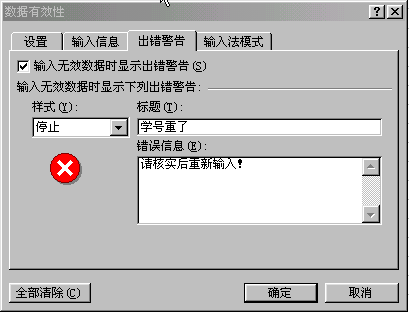 数据有效性
设置 输入信息 出错警告 输入法模式
输入无效数据时显示出错警告(S)
输入无效数据时显示下列出错警告:
样式(Y): 标题(T):
停止 学号重了
错误信息(E):
请核实后重新输入!
全部清除(C) 确定 取消